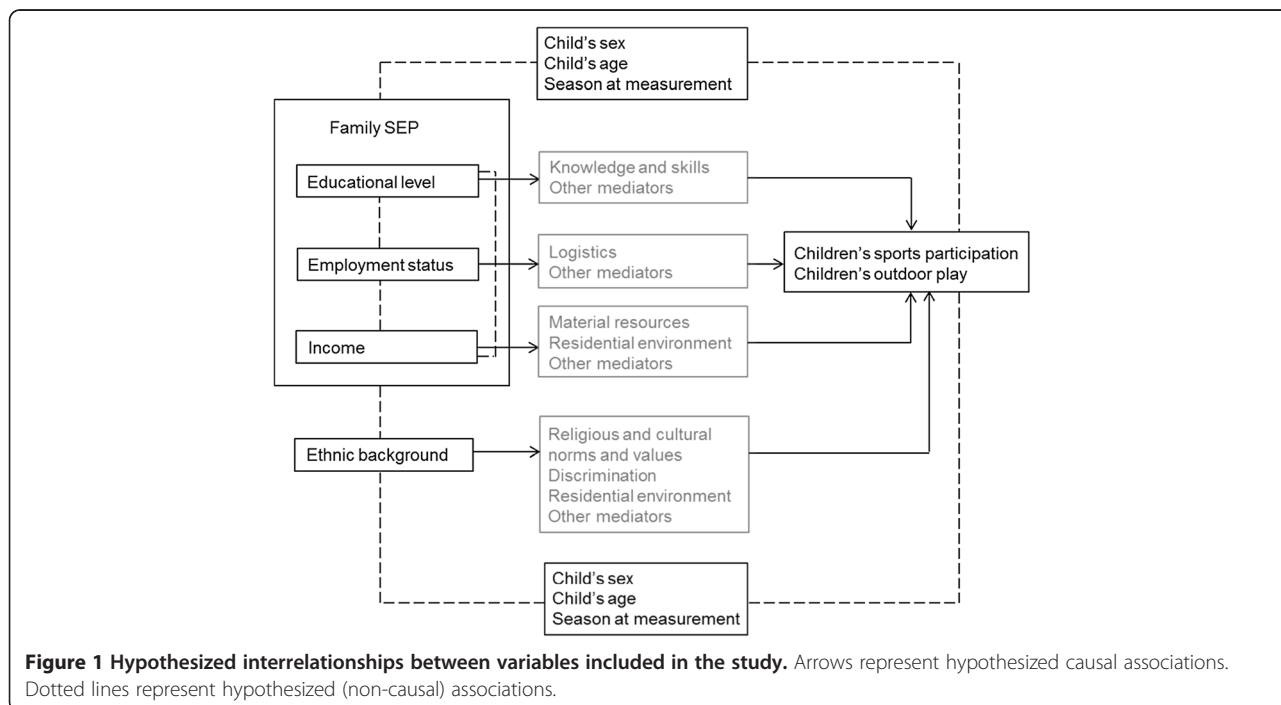 Child's sex
Child's age
Season at measurement
Family SEP
Educational level
Knowledge and skills
Other mediators
Employment status
Logistics
Other mediators
Children's sports participation
Children's outdoor play
Income
Material resources
Residential environment
Other mediators
Ethnic background
Religious and cultural
norms and values
Discrimination
Residential environment
Other mediators
Child's sex
Child's age
Season at measurement
Figure 1 Hypothesized interrelationships between variables included in the study. Arrows represent hypothesized causal associations.
Dotted lines represent hypothesized (non-causal) associations.